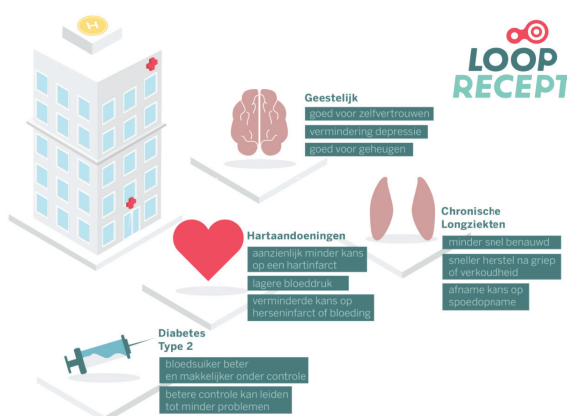 H
LOOP
RECEPT
Geestelijk
goed voor zelfvertrouwen
vermindering depressie
goed voor geheugen
Chronische
Longziekten
minder snel benauwd
sneller herstel na griep
of verkoudheid
afname kans op
spoedopname
Hartaandoeningen
aanzienlijk minder kans
op een hartinfarct
lagere bloeddruk
verminderde kans op
herseninfarct of bloeding
Diabetes
Type 2
bloedsuiker beter
en makkelijker onder controle
betere controle kan leiden
tot minder problemen